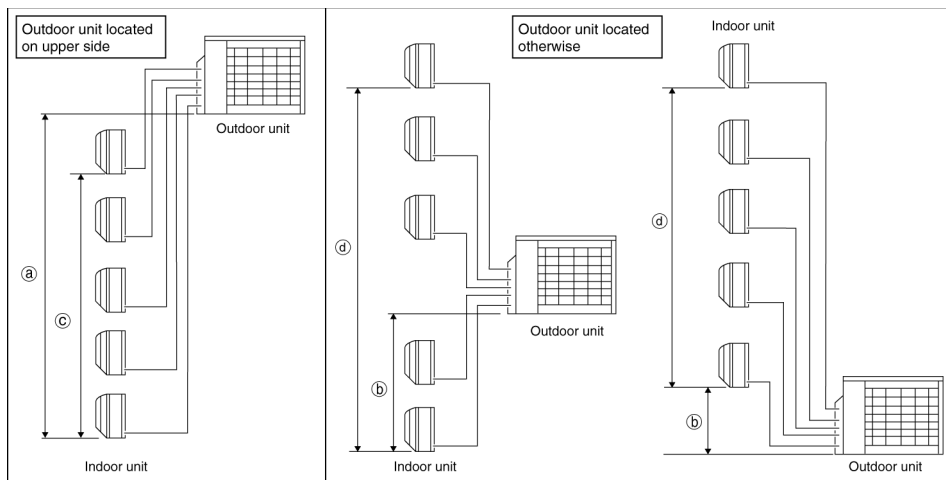 Outdoor unit located
on upper side
Outdoor unit
ⓐ
ⓒ
Indoor unit
Outdoor unit located
otherwise
ⓓ
Outdoor unit
ⓑ
Indoor unit
Indoor unit
ⓓ
ⓑ
Outdoor unit